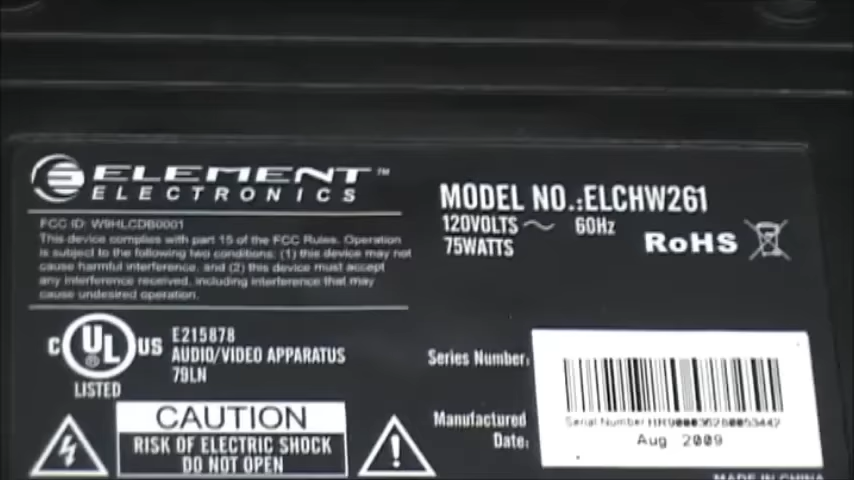 ELEMENT™
ELECTRONICS
FCC ID: W9HLCDB0001
This device complies with part 15 of the FCC Rules. Operation
is subject to the following two conditions: (1) this device may not
cause harmful interference, and (2) this device must accept
any interference received, including interference that may
cause undesired operation.
C UL US
®
LISTED
E215878
AUDIO/VIDEO APPARATUS
79LN
CAUTION
RISK OF ELECTRIC SHOCK
DO NOT OPEN
MODEL NO.:ELCHW261
120VOLTS ~ 60Hz
75WATTS
RoHS
Series Number:
Serial Number
Manufactured
Date:
Aug 2009
MADE IN CHINA